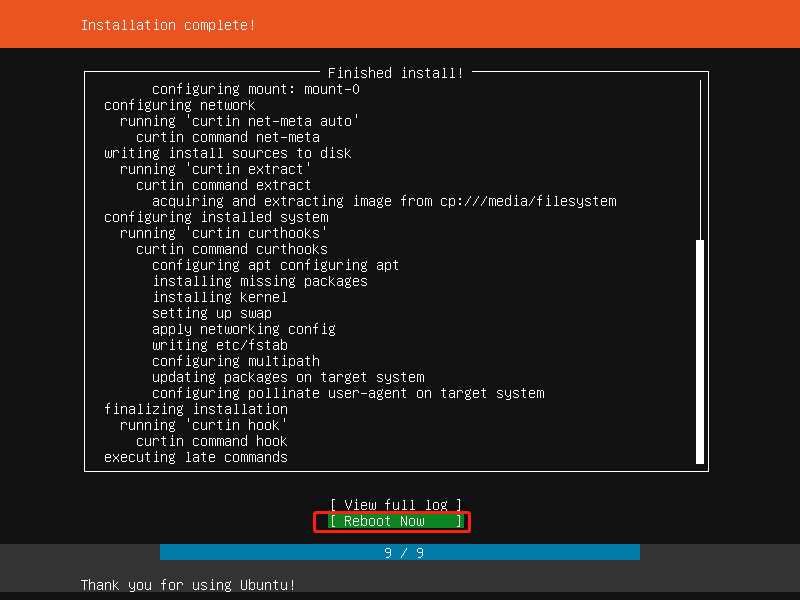 Installation complete!
Finished install!
configuring mount: mount-0
configuring network
running 'curtin net-meta auto'
curtin command net-meta
writing install sources to disk
running 'curtin extract'
curtin command extract
acquiring and extracting image from cp:///media/filesystem
configuring installed system
running 'curtin curthooks'
curtin command curthooks
configuring apt configuring apt
installing missing packages
installing kernel
setting up swap
apply networking config
writing etc/fstab
configuring multipath
updating packages on target system
configuring pollinate user-agent on target system
finalizing installation
running 'curtin hook'
curtin command hook
executing late commands
[ View full log ]
[ Reboot Now ]
9 / 9
Thank you for using Ubuntu!